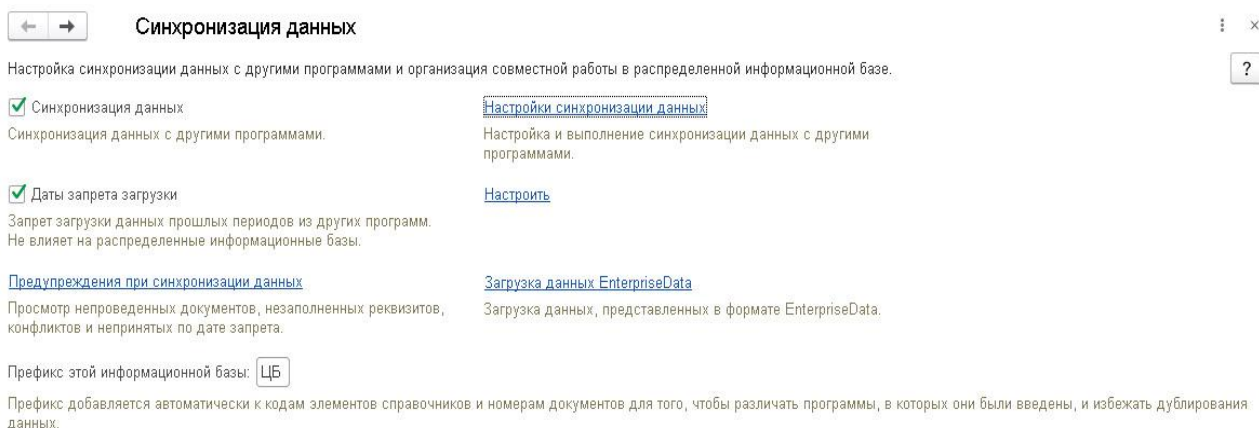 Синхронизация данных
Настройка синхронизации данных с другими программами и организация совместной работы в распределенной информационной базе.
?
Синхронизация данных
Настройки синхронизации данных
Синхронизация данных с другими программами.
Настройка и выполнение синхронизации данных с другими
программами.
Даты запрета загрузки
Настроить
Запрет загрузки данных прошлых периодов из других программ.
Не влияет на распределенные информационные базы.
Предупреждения при синхронизации данных
Загрузка данных EnterpriseData
Просмотр непроведенных документов, незаполненных реквизитов,
конфликтов и непринятых по дате запрета.
Загрузка данных, представленных в формате EnterpriseData.
Префикс этой информационной базы: ЦБ
Префикс добавляется автоматически к кодам элементов справочников и номерам документов для того, чтобы различать программы, в которых они были введены, и избежать дублирования
данных.